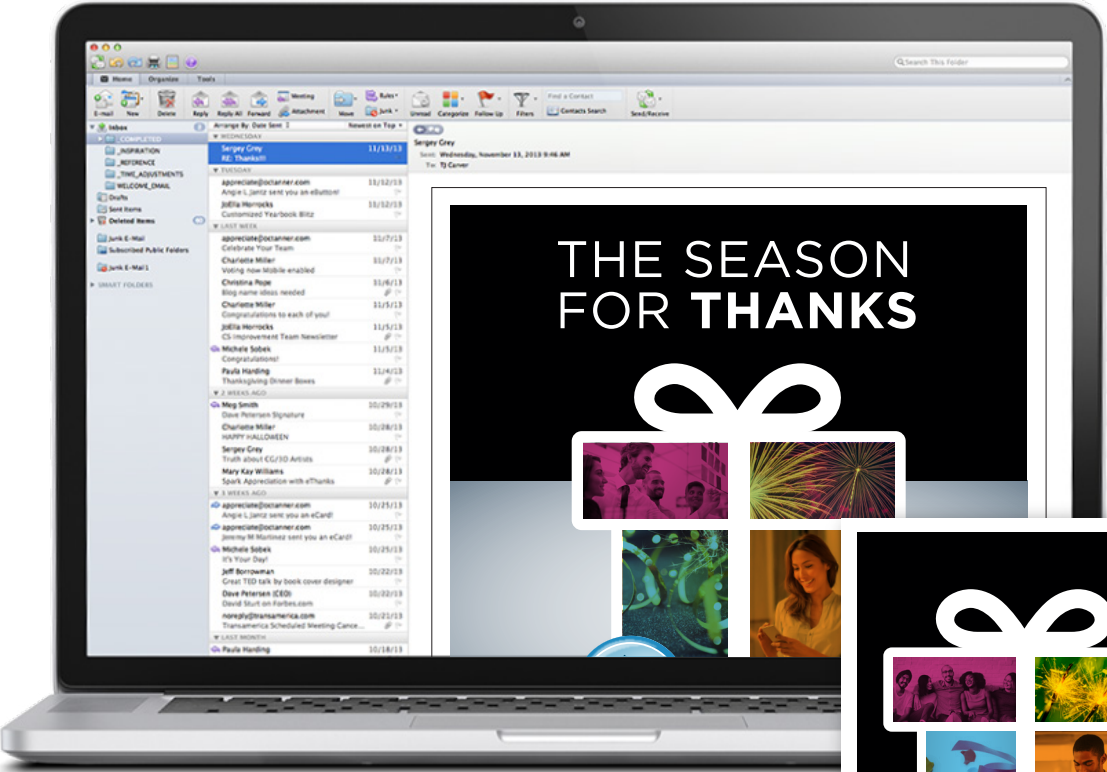 Search This Folder
Home Organize Tools
E-mail New Delete Reply Reply All Forward Meeting Attachment Move Rules Junk Unread Categorize Follow Up Filters Find a Contact Contacts Search Send/Receive
Inbox
_COMPLETED
_INSPIRATION
_REFERENCE
_TIME_ADJUSTMENTS
WELCOME_EMAIL
Drafts
Sent Items
Deleted Items
Junk E-Mail
Subscribed Public Folders
Junk E-Mail1
SMART FOLDERS
Arrange By: Date Sent Newest on Top
WEDNESDAY
Sergey Grey 11/13/13
RE: Thanks!!!
TUESDAY
appreciate@octanner.com 11/12/13
Angie L Jantz sent you an eButton!
JoElla Horrocks 11/12/13
Customized Yearbook Blitz
LAST WEEK
appreciate@octanner.com 11/7/13
Celebrate Your Team
Charlotte Miller 11/7/13
Voting now Mobile enabled
Christina Pope 11/6/13
Blog name ideas needed
Charlotte Miller 11/5/13
Congratulations to each of you!
JoElla Horrocks 11/5/13
CS Improvement Team Newsletter
Michele Sobek 11/5/13
Congratulations!
Paula Harding 11/4/13
Thanksgiving Dinner Boxes
2 WEEKS AGO
Meg Smith 10/29/13
Dave Petersen Signature
Charlotte Miller 10/28/13
HAPPY HALLOWEEN
Sergey Grey 10/28/13
Truth about CG/3D Artists
Mary Kay Williams 10/28/13
Spark Appreciation with eThanks
3 WEEKS AGO
appreciate@octanner.com 10/25/13
Angie L Jantz sent you an eCard!
appreciate@octanner.com 10/25/13
Jeremy M Martinez sent you an eCard!
Michele Sobek 10/25/13
It's Your Day!
Jeff Borrowman 10/22/13
Great TED talk by book cover designer
Dave Petersen (CEO) 10/22/13
David Sturt on Forbes.com
noreply@transamerica.com 10/21/13
Transamerica Scheduled Meeting Cance...
LAST MONTH
Paula Harding 10/18/13
Sergey Grey
Sent: Wednesday, November 13, 2013 9:46 AM
To: TJ Carver
THE SEASON
FOR THANKS